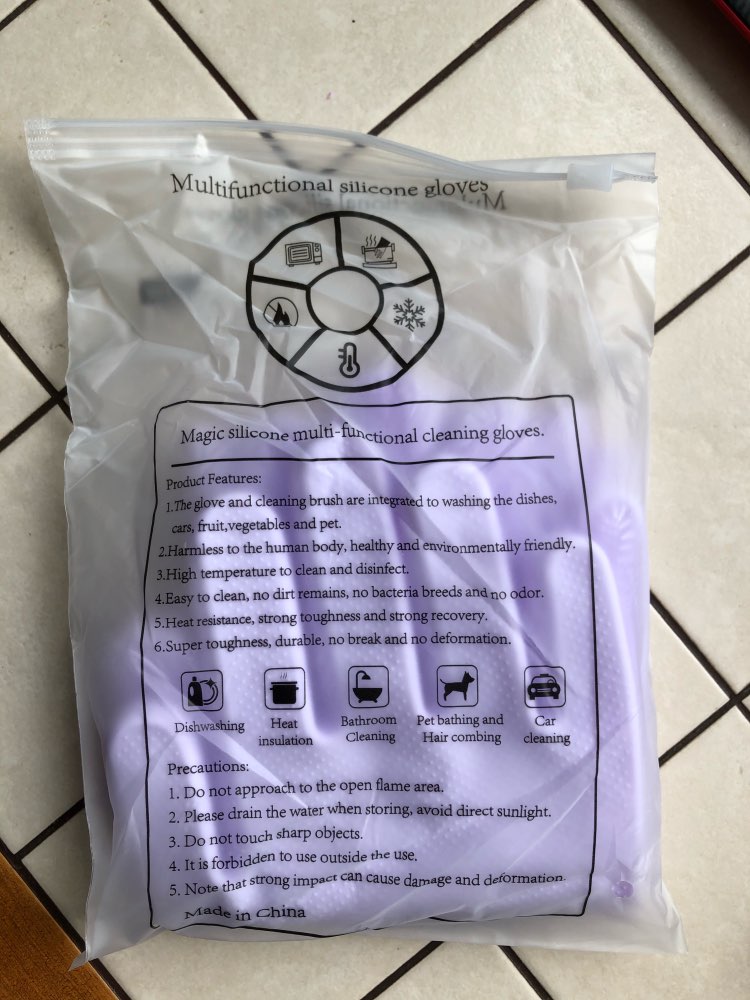 Multifunctional silicone gloves
Magic silicone multi-functional cleaning gloves.
Product Features:
1.The glove and cleaning brush are integrated to washing the dishes,
cars, fruit,vegetables and pet.
2.Harmless to the human body, healthy and environmentally friendly.
3.High temperature to clean and disinfect.
4.Easy to clean, no dirt remains, no bacteria breeds and no odor.
5.Heat resistance, strong toughness and strong recovery.
6.Super toughness, durable, no break and no deformation.
Dishwashing
Heat
insulation
Bathroom
Cleaning
Pet bathing and
Hair combing
Car
cleaning
Precautions:
1. Do not approach to the open flame area.
2. Please drain the water when storing, avoid direct sunlight.
3. Do not touch sharp objects.
4. It is forbidden to use outside the use.
5. Note that strong impact can cause damage and deformation.
Made in China